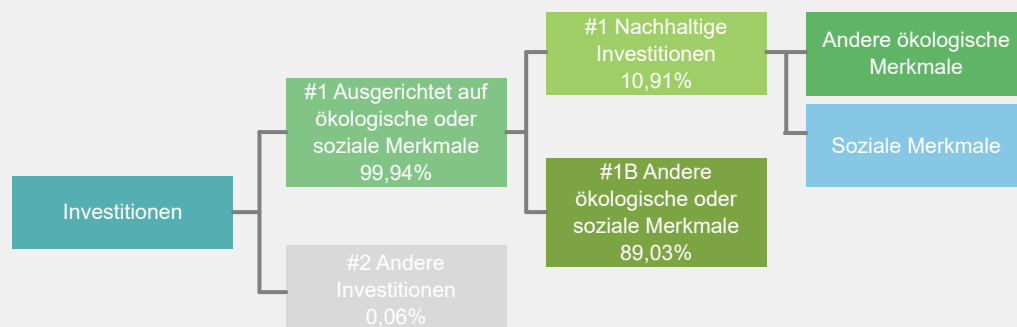 Investitionen
#1 Ausgerichtet auf
ökologische oder
soziale Merkmale
99,94%
#2 Andere
Investitionen
0,06%
#1 Nachhaltige
Investitionen
10,91%
#1B Andere
ökologische oder
soziale Merkmale
89,03%
Andere ökologische
Merkmale
Soziale Merkmale